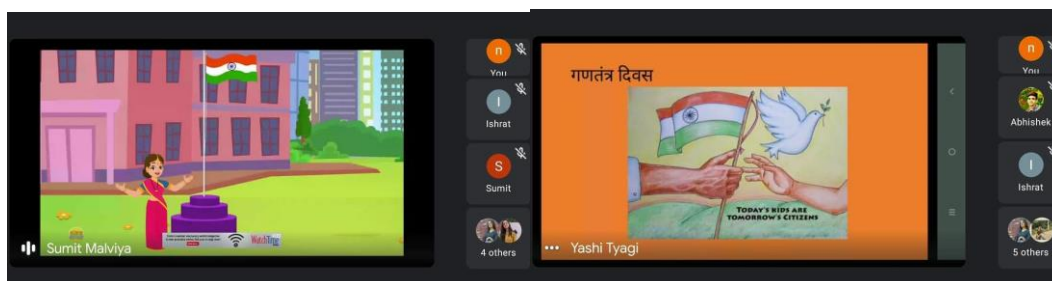 n
You
I
Ishrat
S
Sumit
4 others
Sumit Malviya
WatchTing
गणतंत्र दिवस
TODAY'S KIDS ARE
TOMORROW'S CITIZENS
Yashi Tyagi
n
You
Abhishek
I
Ishrat
5 others